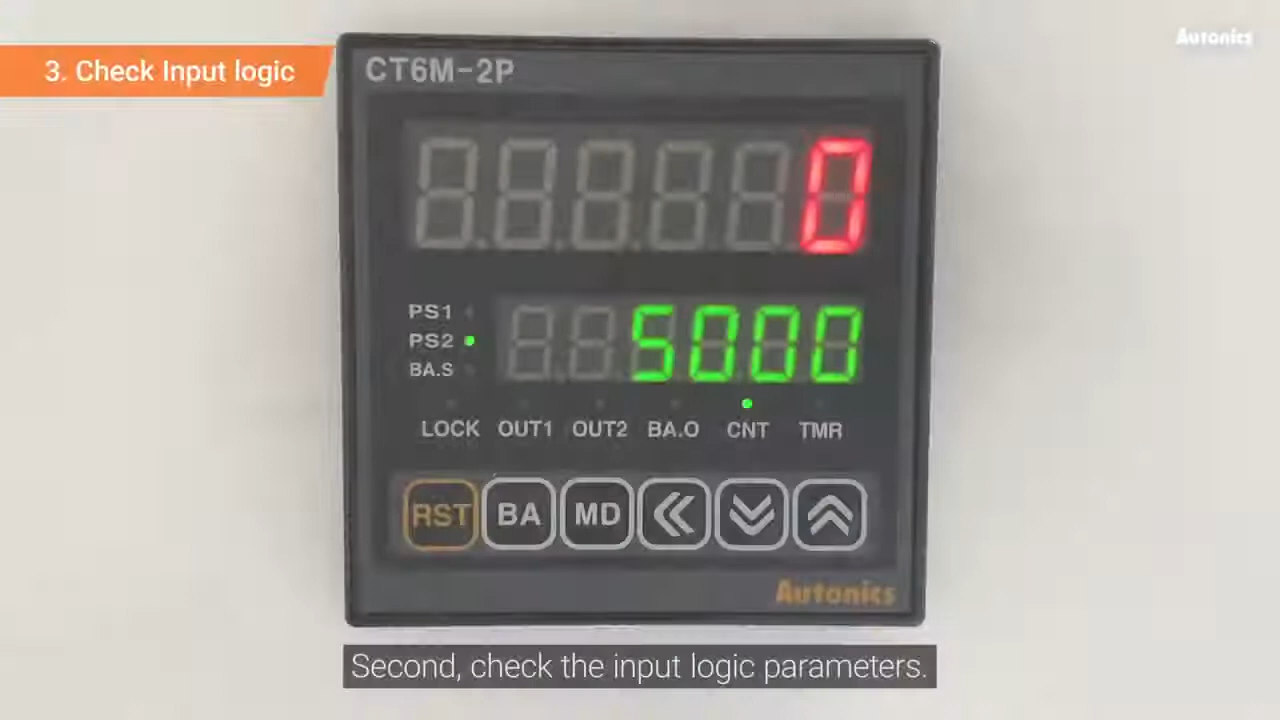 3. Check Input logic
Autonics
CT6M-2P
0
PS1
PS2
BA.S
5000
LOCK OUT1 OUT2 BA.O CNT TMR
RST BA MD
Autonics
Second, check the input logic parameters.